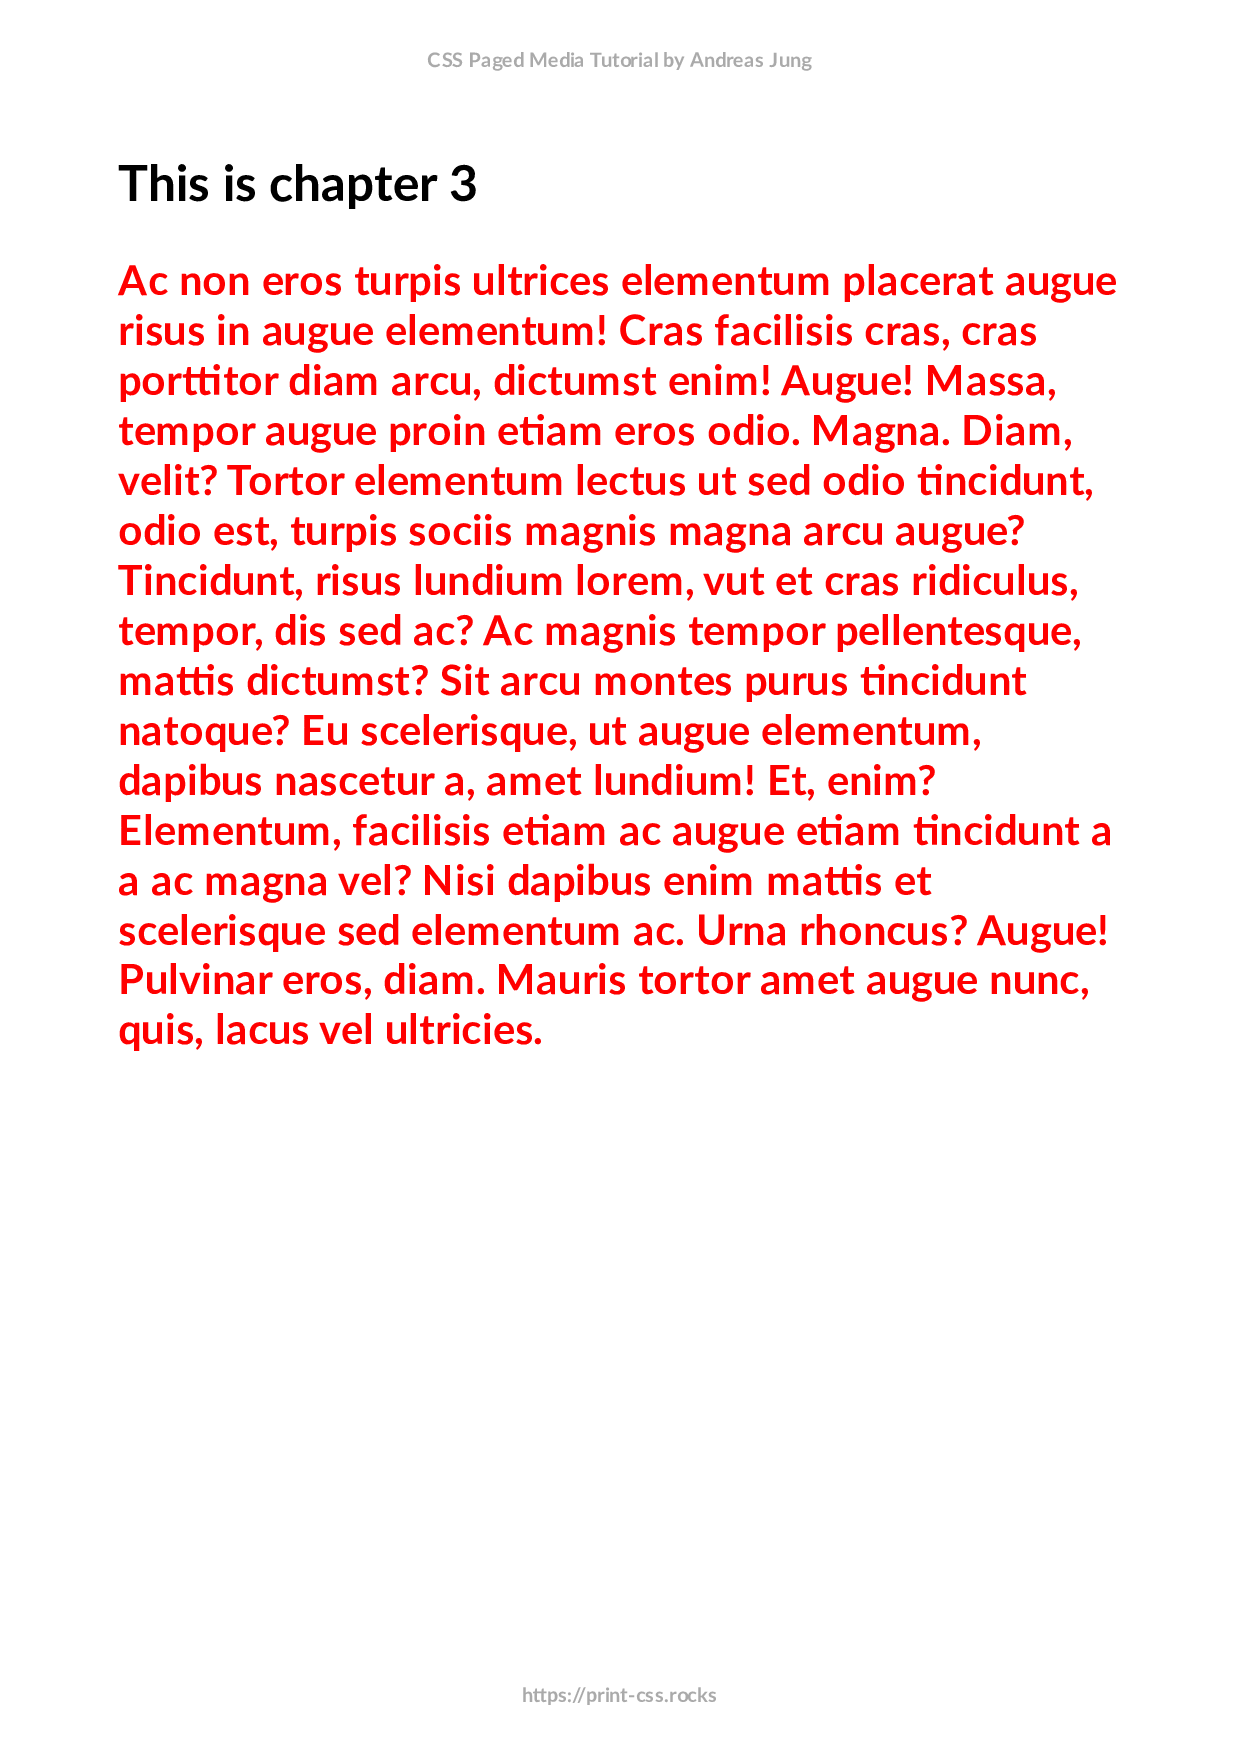 CSS Paged Media Tutorial by Andreas Jung
This is chapter 3
Ac non eros turpis ultrices elementum placerat augue
risus in augue elementum! Cras facilisis cras, cras
porttitor diam arcu, dictumst enim! Augue! Massa,
tempor augue proin etiam eros odio. Magna. Diam,
velit? Tortor elementum lectus ut sed odio tincidunt,
odio est, turpis sociis magnis magna arcu augue?
Tincidunt, risus lundium lorem, vut et cras ridiculus,
tempor, dis sed ac? Ac magnis tempor pellentesque,
mattis dictumst? Sit arcu montes purus tincidunt
natoque? Eu scelerisque, ut augue elementum,
dapibus nascetur a, amet lundium! Et, enim?
Elementum, facilisis etiam ac augue etiam tincidunt a
a ac magna vel? Nisi dapibus enim mattis et
scelerisque sed elementum ac. Urna rhoncus? Augue!
Pulvinar eros, diam. Mauris tortor amet augue nunc,
quis, lacus vel ultricies.
https://print-css.rocks